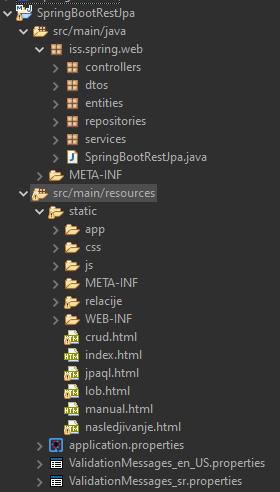 SpringBootRestJpa
src/main/java
iss.spring.web
controllers
dtos
entities
repositories
services
SpringBootRestJpa.java
META-INF
src/main/resources
static
app
css
js
META-INF
relacije
WEB-INF
crud.html
index.html
jpaql.html
lob.html
manual.html
nasledjivanje.html
application.properties
ValidationMessages_en_US.properties
ValidationMessages_sr.properties